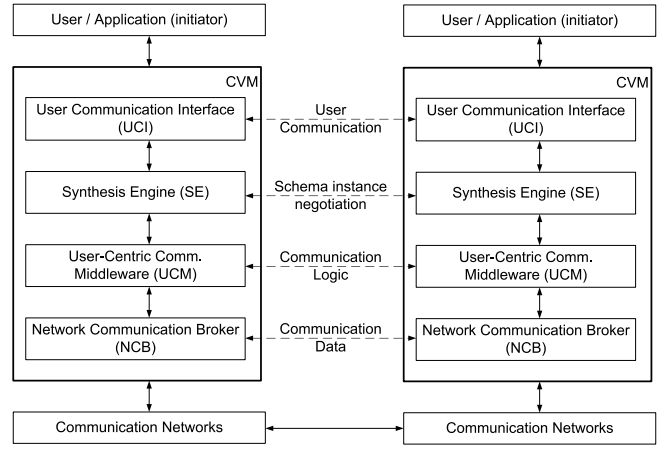 User / Application (initiator)
User / Application (initiator)
CVM
CVM
User Communication Interface
(UCI)
User
Communication
User Communication Interface
(UCI)
Synthesis Engine (SE)
Schema instance
negotiation
Synthesis Engine (SE)
User-Centric Comm.
Middleware (UCM)
Communication
Logic
User-Centric Comm.
Middleware (UCM)
Network Communication Broker
(NCB)
Communication
Data
Network Communication Broker
(NCB)
Communication Networks
Communication Networks